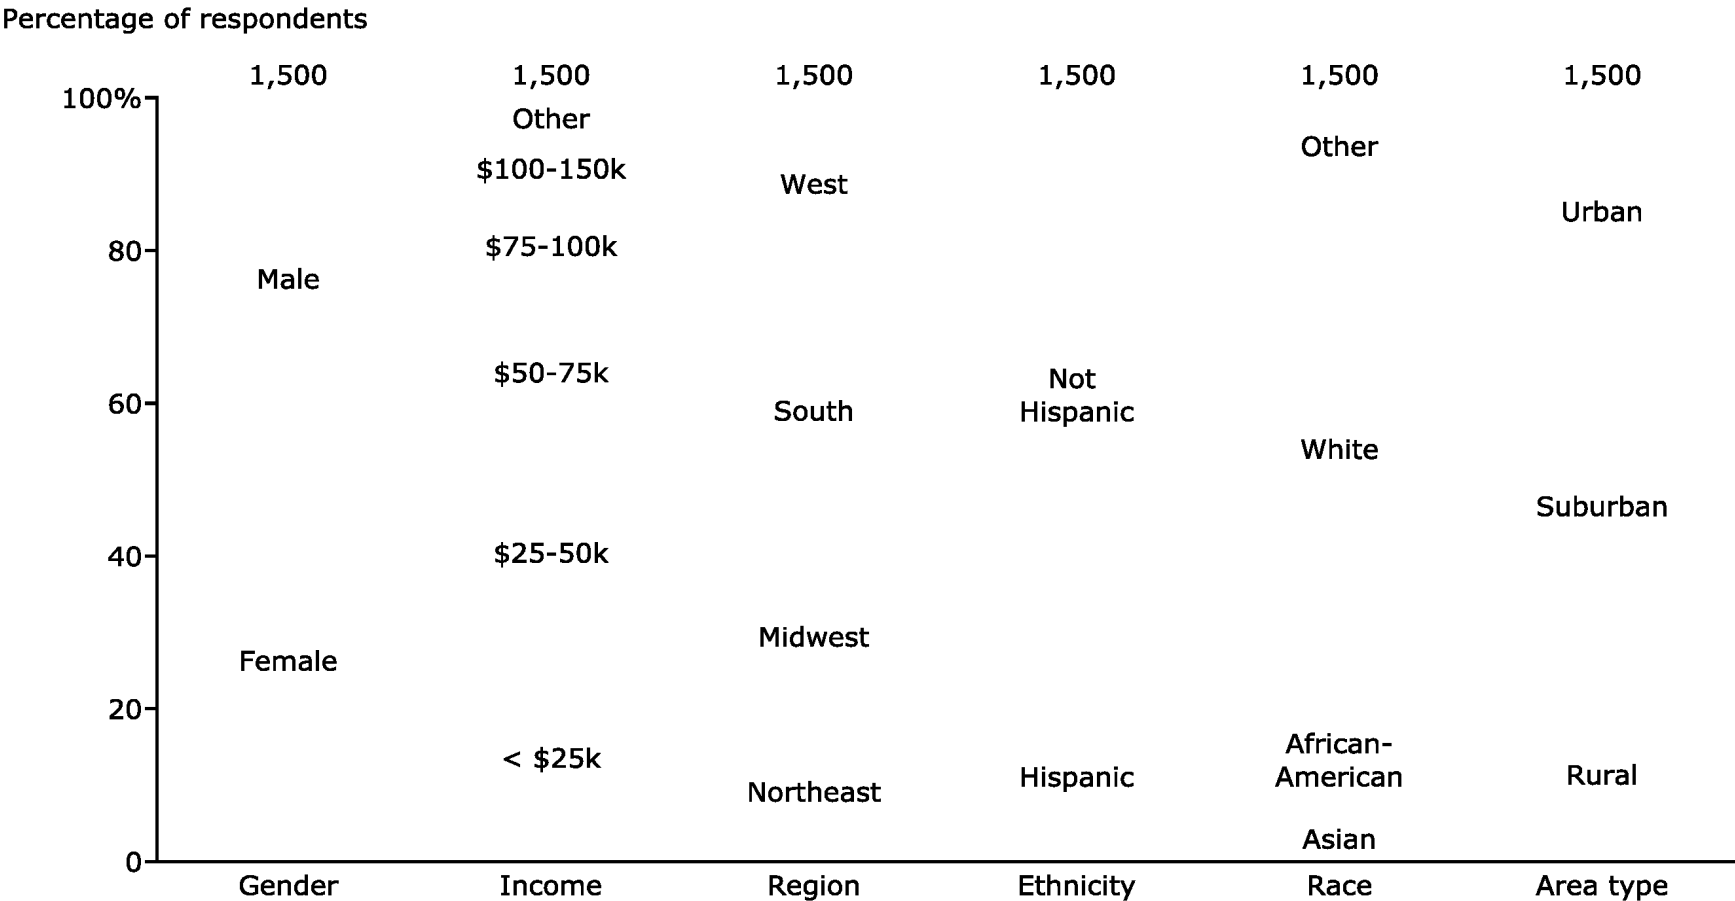 Percentage of respondents
1,500 1,500 1,500 1,500 1,500 1,500
100%
Other
Other
$100-150k
West
Urban
80
$75-100k
Male
$50-75k
Not
60
South
Hispanic
White
Suburban
40
$25-50k
Midwest
Female
20
African-
< $25k
Hispanic
American
Rural
Northeast
Asian
0
Gender Income Region Ethnicity Race Area type